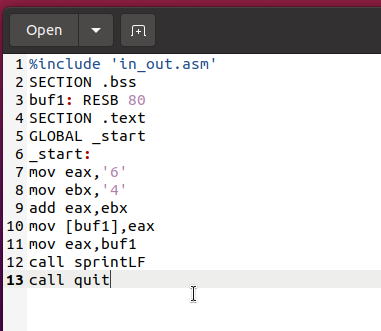 Open
1 %include 'in_out.asm'
2 SECTION .bss
3 buf1: RESB 80
4 SECTION .text
5 GLOBAL _start
6 _start:
7 mov eax,'6'
8 mov ebx,'4'
9 add eax,ebx
10 mov [buf1],eax
11 mov eax,buf1
12 call sprintLF
13 call quit